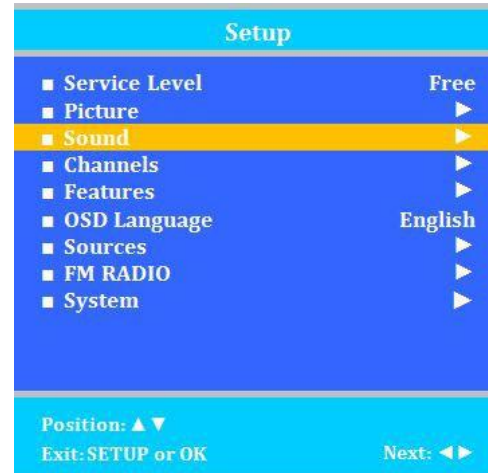 Setup
■ Service Level Free
■ Picture ▶
■ Sound ▶
■ Channels ▶
■ Features ▶
■ OSD Language English
■ Sources ▶
■ FM RADIO ▶
■ System ▶
Position: ▲ ▼
Exit: SETUP or OK Next: ◀ ▶